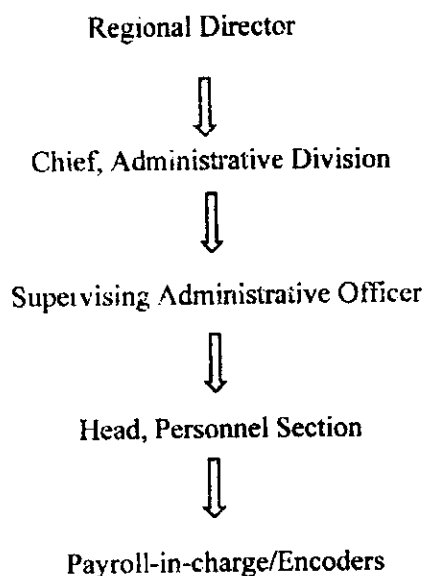 Regional Director
Chief, Administrative Division
Supervising Administrative Officer
Head, Personnel Section
Payroll-in-charge/Encoders